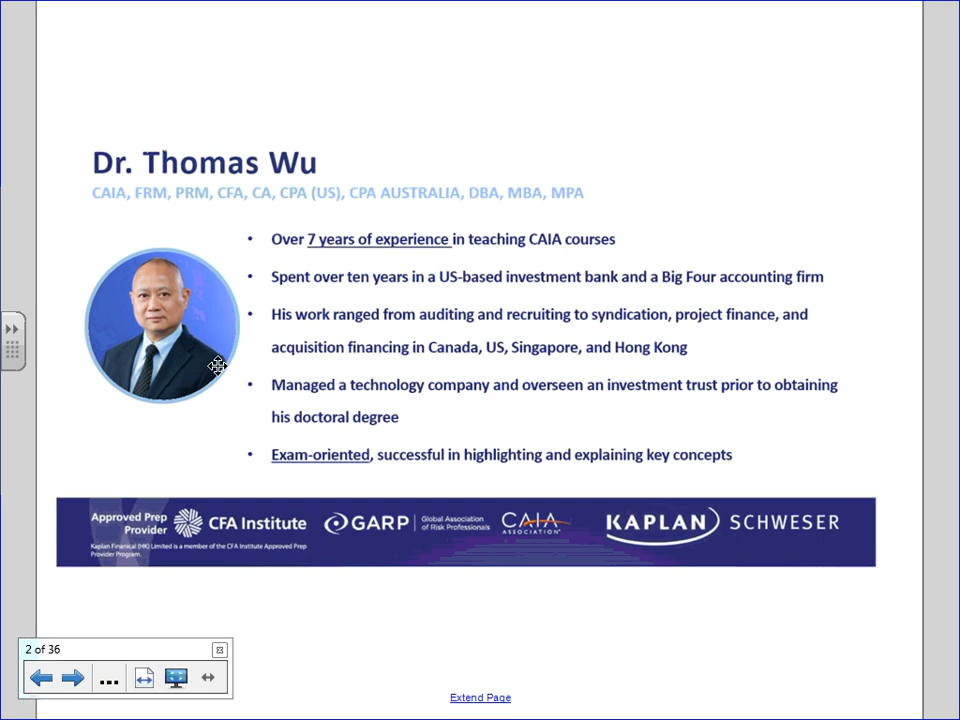 Dr. Thomas Wu
CAIA, FRM, PRM, CFA, CA, CPA (US), CPA AUSTRALIA, DBA, MBA, MPA
• Over 7 years of experience in teaching CAIA courses
• Spent over ten years in a US-based investment bank and a Big Four accounting firm
• His work ranged from auditing and recruiting to syndication, project finance, and
acquisition financing in Canada, US, Singapore, and Hong Kong
• Managed a technology company and overseen an investment trust prior to obtaining
his doctoral degree
• Exam-oriented, successful in highlighting and explaining key concepts
Approved Prep
Provider
CFA Institute
Kaplan Finanical (HK) Limited is a member of the CFA Institute Approved Prep
Provider Program.
GARP
Global Association
of Risk Professionals
CAIA
ASSOCIATION
KAPLAN SCHWESER
2 of 36
...
Extend Page